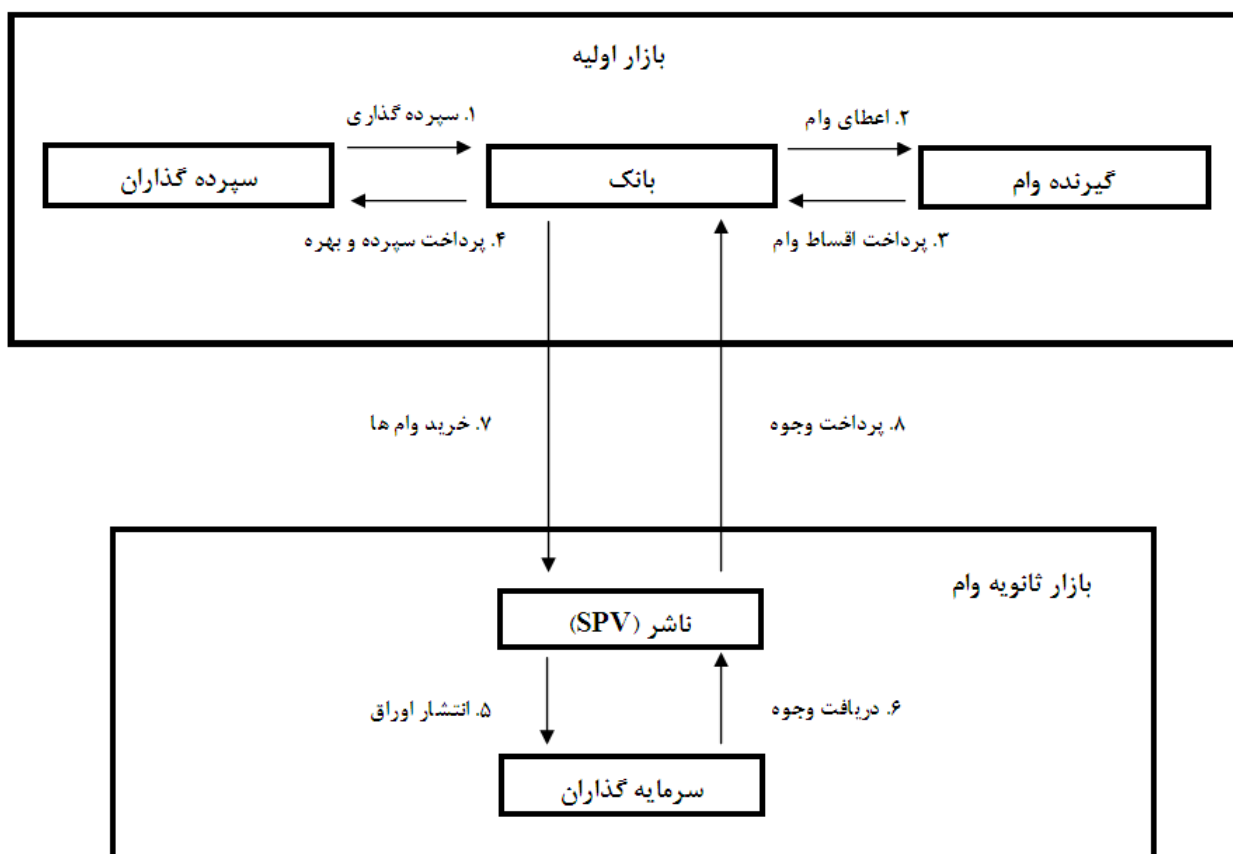 بازار اولیه
۱. سپرده گذاری
۲. اعطای وام
سپرده گذاران
بانک
گیرنده وام
۴. پرداخت سپرده و بهره
۳. پرداخت اقساط وام
۷. خرید وام ها
۸. پرداخت وجوه
بازار ثانویه وام
ناشر (SPV)
۵. انتشار اوراق
۶. دریافت وجوه
سرمایه گذاران